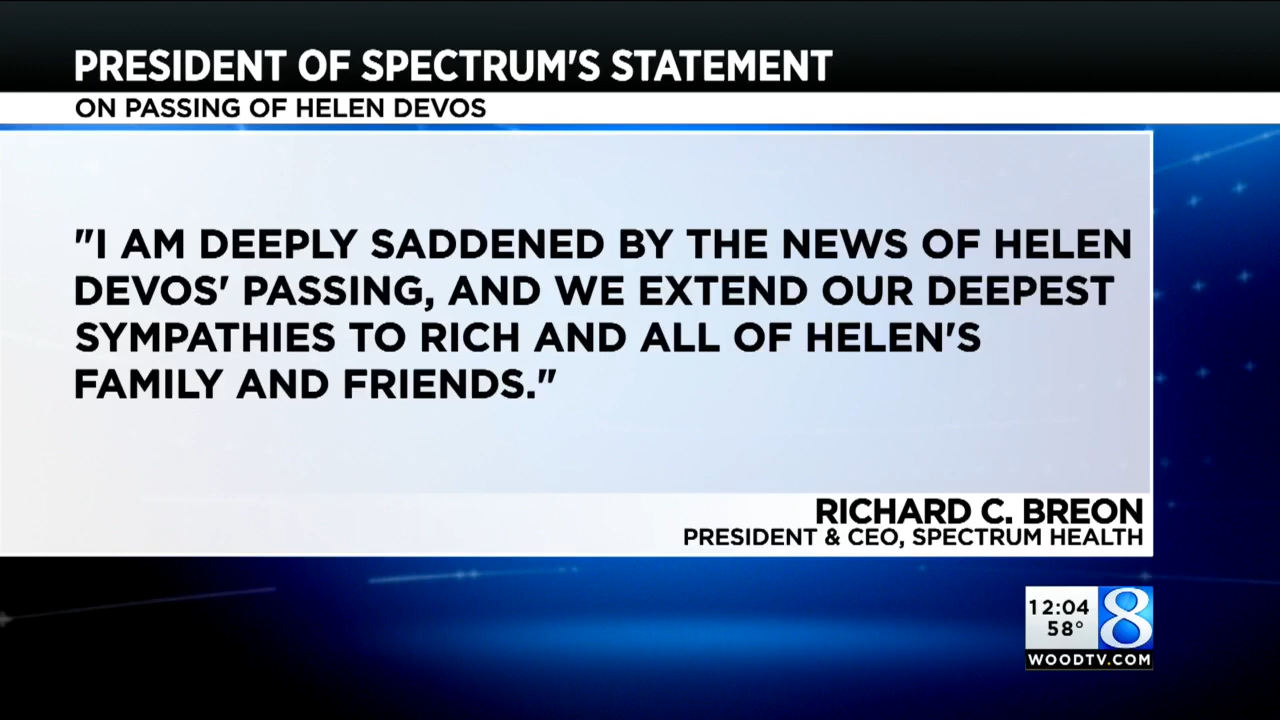 PRESIDENT OF SPECTRUM'S STATEMENT
ON PASSING OF HELEN DEVOS
"I AM DEEPLY SADDENED BY THE NEWS OF HELEN
DEVOS' PASSING, AND WE EXTEND OUR DEEPEST
SYMPATHIES TO RICH AND ALL OF HELEN'S
FAMILY AND FRIENDS."
RICHARD C. BREON
PRESIDENT & CEO, SPECTRUM HEALTH
12:04
58°
8
WOODTV.COM